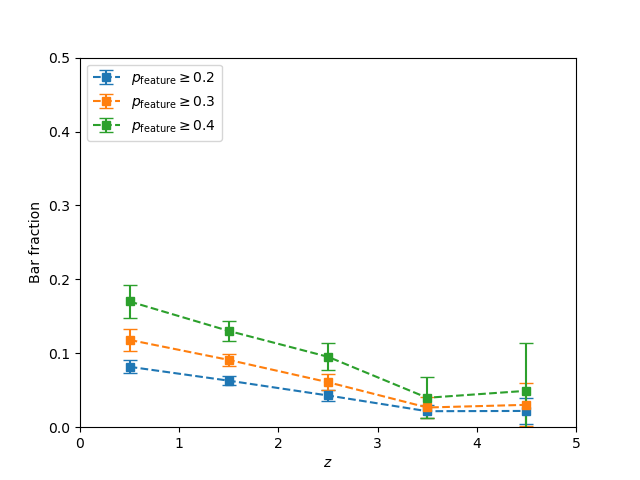 0.5
0.4
0.3
0.2
0.1
0.0
Bar fraction
p_feature ≥ 0.2
p_feature ≥ 0.3
p_feature ≥ 0.4
0 1 2 3 4 5
z